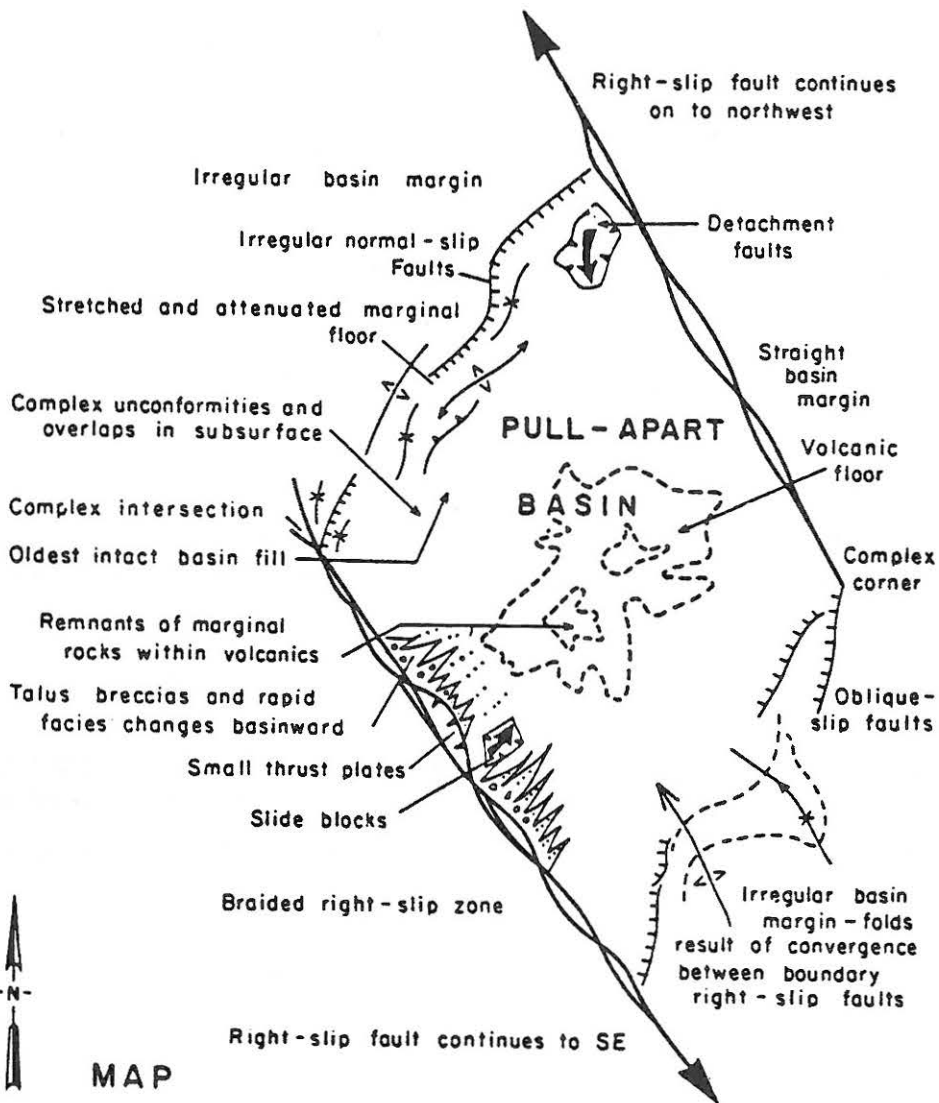 Right-slip fault continues
on to northwest
Irregular basin margin
Detachment
faults
Irregular normal-slip
Faults
Stretched and attenuated marginal
floor
Straight
basin
margin
Complex unconformities and
overlaps in subsurface
PULL-APART
BASIN
Volcanic
floor
Complex intersection
Oldest intact basin fill
Complex
corner
Remnants of marginal
rocks within volcanics
Talus breccias and rapid
facies changes basinward
Oblique-
slip faults
Small thrust plates
Slide blocks
Braided right-slip zone
Irregular basin
margin-folds
result of convergence
between boundary
right-slip faults
-N-
Right-slip fault continues to SE
MAP